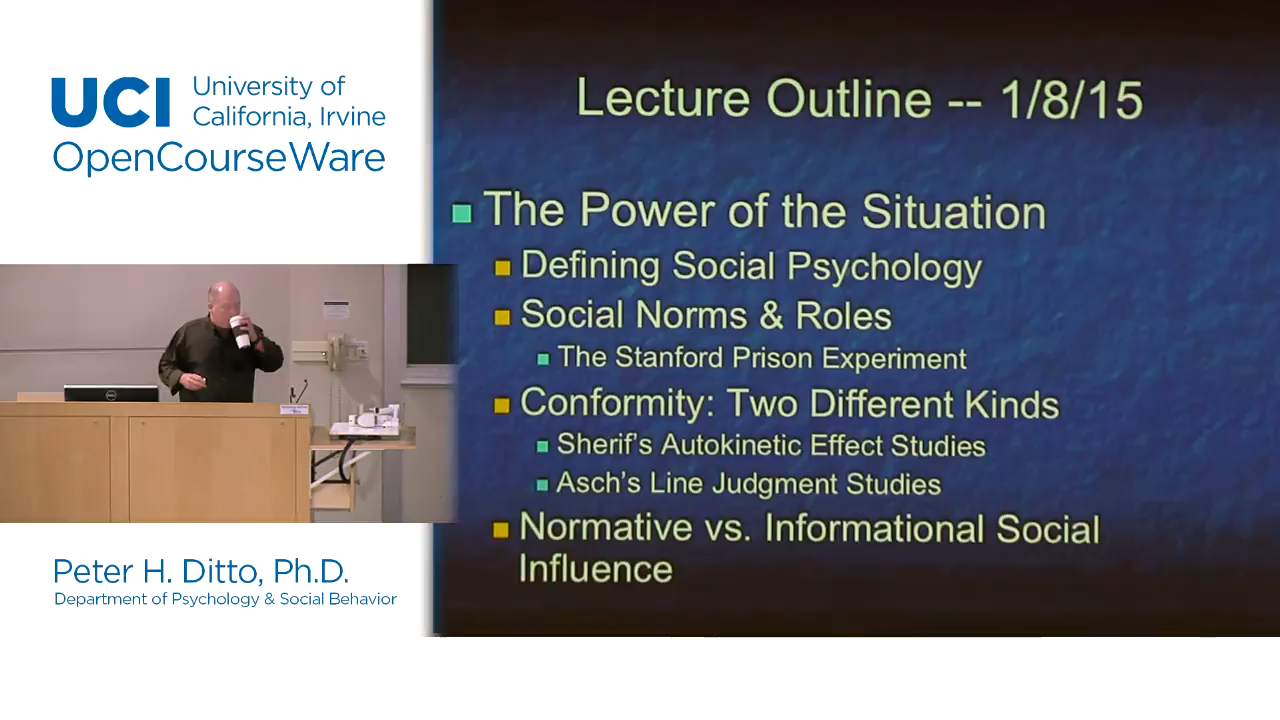 UCI
University of
California, Irvine
OpenCourseWare
Lecture Outline -- 1/8/15
The Power of the Situation
Defining Social Psychology
Social Norms & Roles
The Stanford Prison Experiment
Conformity: Two Different Kinds
Sherif's Autokinetic Effect Studies
Asch's Line Judgment Studies
Normative vs. Informational Social
Influence
DELL
Peter H. Ditto, Ph.D.
Department of Psychology & Social Behavior